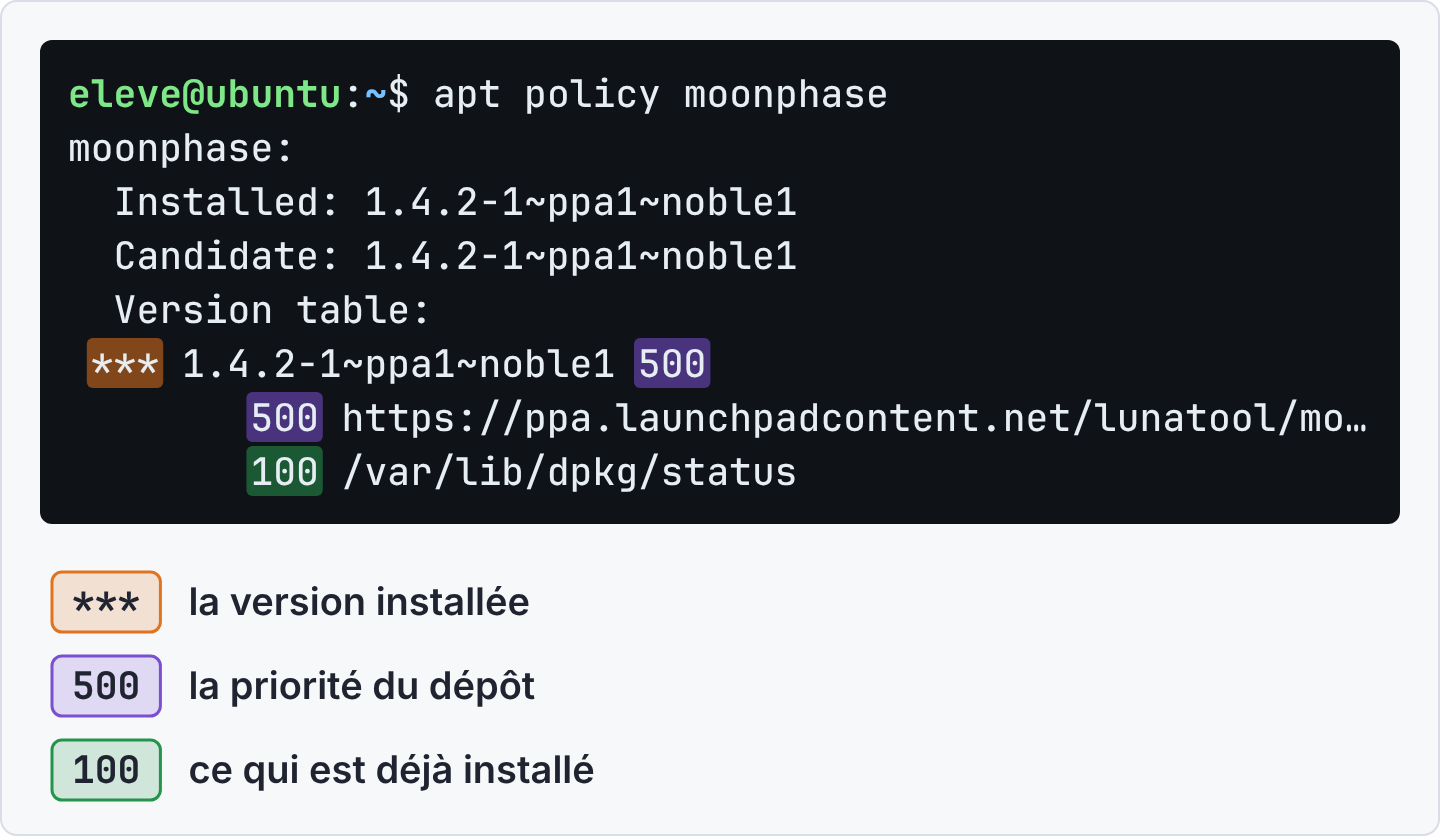 eleve@ubuntu:~$ apt policy moonphase
moonphase:
  Installed: 1.4.2-1~ppa1~noble1
  Candidate: 1.4.2-1~ppa1~noble1
  Version table:
 *** 1.4.2-1~ppa1~noble1 500
        500 https://ppa.launchpadcontent.net/lunatool/mo…
        100 /var/lib/dpkg/status
*** la version installée
500 la priorité du dépôt
100 ce qui est déjà installé